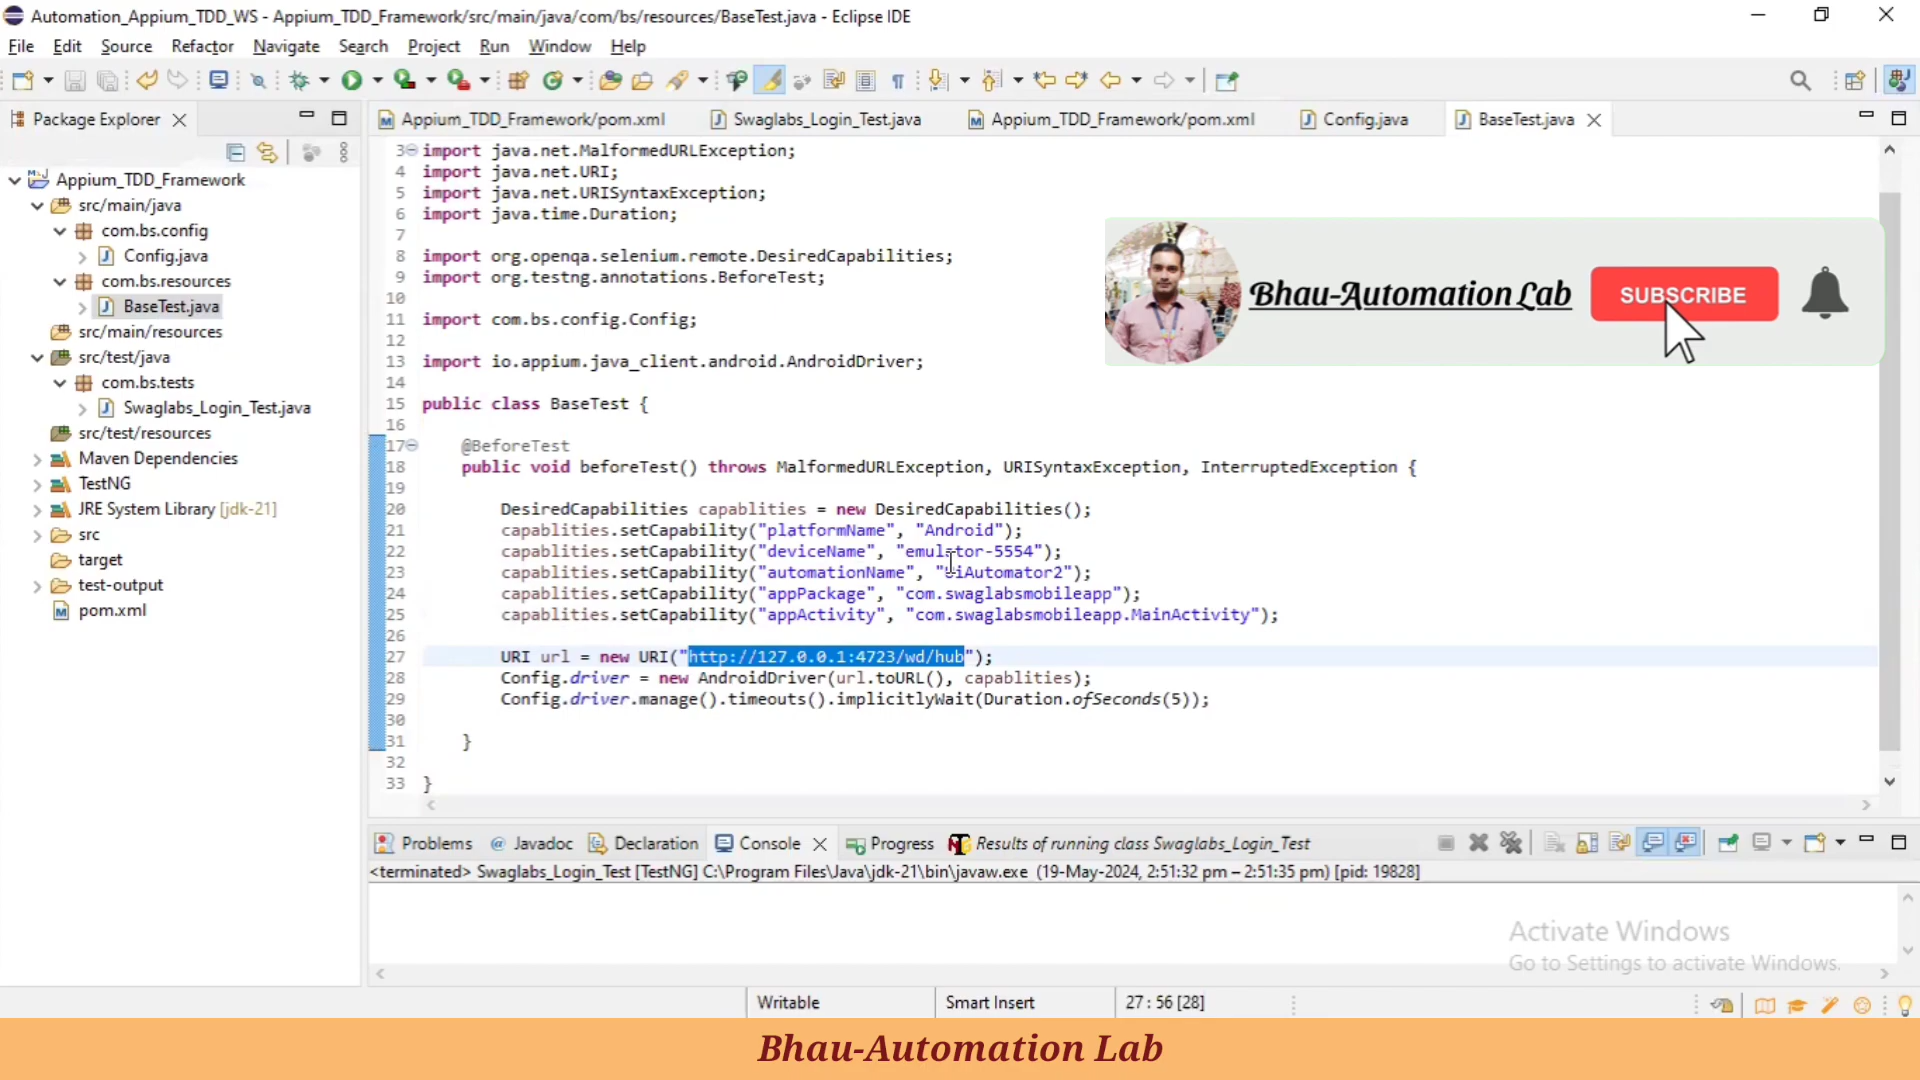 Automation_Appium_TDD_WS - Appium_TDD_Framework/src/main/java/com/bs/resources/BaseTest.java - Eclipse IDE
File Edit Source Refactor Navigate Search Project Run Window Help
Package Explorer
Appium_TDD_Framework/pom.xml Swaglabs_Login_Test.java Appium_TDD_Framework/pom.xml Config.java BaseTest.java
Appium_TDD_Framework
src/main/java
com.bs.config
Config.java
com.bs.resources
BaseTest.java
src/main/resources
src/test/java
com.bs.tests
Swaglabs_Login_Test.java
src/test/resources
Maven Dependencies
TestNG
JRE System Library [jdk-21]
src
target
test-output
pom.xml
3 import java.net.MalformedURLException;
4 import java.net.URI;
5 import java.net.URISyntaxException;
6 import java.time.Duration;
7
8 import org.openqa.selenium.remote.DesiredCapabilities;
9 import org.testng.annotations.BeforeTest;
10
11 import com.bs.config.Config;
12
13 import io.appium.java_client.android.AndroidDriver;
14
15 public class BaseTest {
16
17 @BeforeTest
18 public void beforeTest() throws MalformedURLException, URISyntaxException, InterruptedException {
19
20 DesiredCapabilities capablities = new DesiredCapabilities();
21 capablities.setCapability("platformName", "Android");
22 capablities.setCapability("deviceName", "emulator-5554");
23 capablities.setCapability("automationName", "UiAutomator2");
24 capablities.setCapability("appPackage", "com.swaglabsmobileapp");
25 capablities.setCapability("appActivity", "com.swaglabsmobileapp.MainActivity");
26
27 URI url = new URI("http://127.0.0.1:4723/wd/hub");
28 Config.driver = new AndroidDriver(url.toURL(), capablities);
29 Config.driver.manage().timeouts().implicitlyWait(Duration.ofSeconds(5));
30
31 }
32
33 }
Bhau-Automation Lab
SUBSCRIBE
Problems @ Javadoc Declaration Console Progress Results of running class Swaglabs_Login_Test
<terminated> Swaglabs_Login_Test [TestNG] C:\Program Files\Java\jdk-21\bin\javaw.exe (19-May-2024, 2:51:32 pm – 2:51:35 pm) [pid: 19828]
Activate Windows
Go to Settings to activate Windows.
Writable Smart Insert 27 : 56 [28]
Bhau-Automation Lab